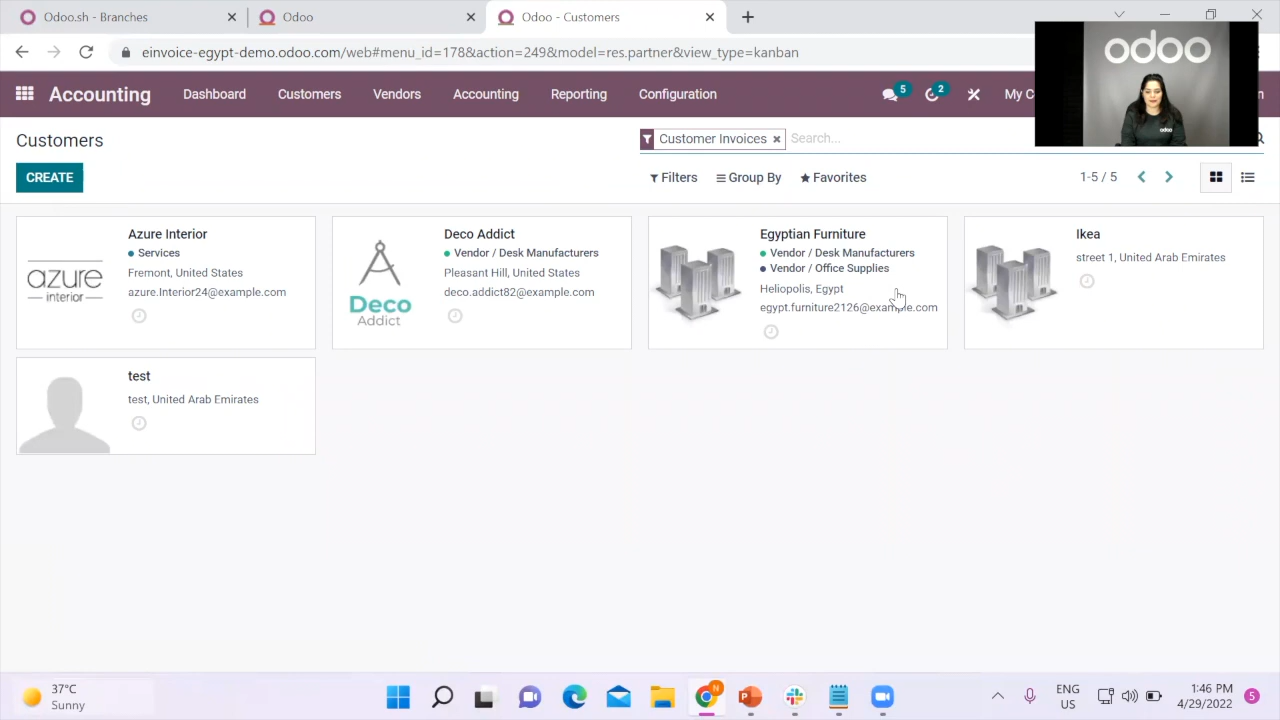 Odoo.sh - Branches
Odoo
Odoo - Customers
einvoice-egypt-demo.odoo.com/web#menu_id=178&action=249&model=res.partner&view_type=kanban
odoo
odoo
Accounting
Dashboard
Customers
Vendors
Accounting
Reporting
Configuration
5
2
My C
n
Customers
Customer Invoices
Search...
CREATE
Filters
Group By
Favorites
1-5 / 5
azure
interior
Azure Interior
Services
Fremont, United States
azure.Interior24@example.com
Deco
Addict
Deco Addict
Vendor / Desk Manufacturers
Pleasant Hill, United States
deco.addict82@example.com
Egyptian Furniture
Vendor / Desk Manufacturers
Vendor / Office Supplies
Heliopolis, Egypt
egypt.furniture2126@example.com
Ikea
street 1, United Arab Emirates
test
test, United Arab Emirates
37°C
Sunny
N
ENG
US
1:46 PM
4/29/2022
5